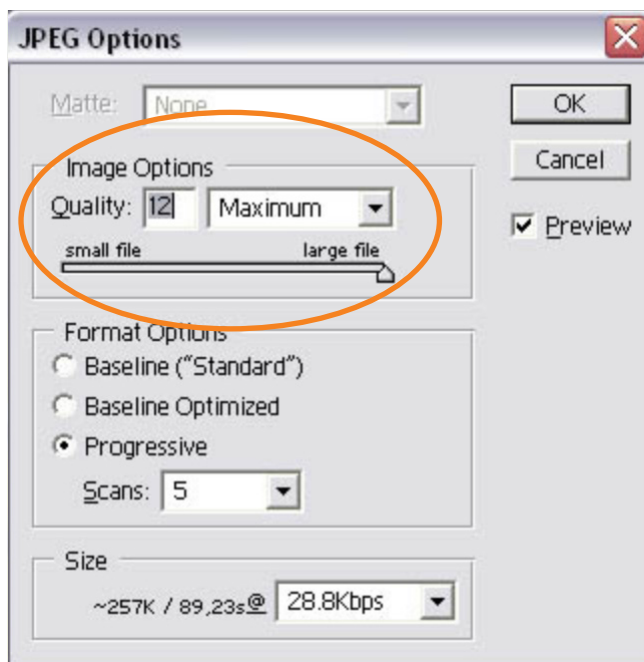 JPEG Options
Matte: None
OK
Cancel
Preview
Image Options
Quality: 12 Maximum
small file large file
Format Options
Baseline ("Standard")
Baseline Optimized
Progressive
Scans: 5
Size
~257K / 89,23s@ 28.8Kbps